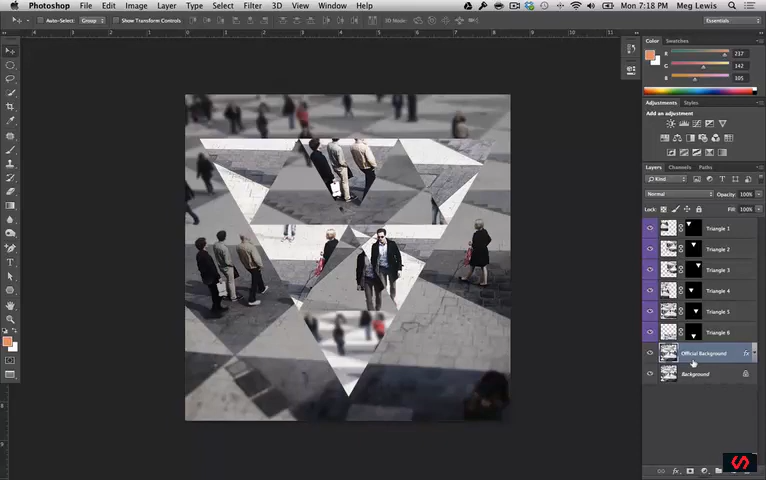 Photoshop File Edit Image Layer Type Select Filter 3D View Window Help Mon 7:18 PM Meg Lewis
Auto-Select: Group Show Transform Controls 3D Mode: Essentials
Color Swatches
R 237
G 142
B 105
Adjustments Styles
Add an adjustment
Layers Channels Paths
Kind
Normal Opacity: 100%
Lock: Fill: 100%
Triangle 1
Triangle 2
Triangle 3
Triangle 4
Triangle 5
Triangle 6
Official Background fx
Background